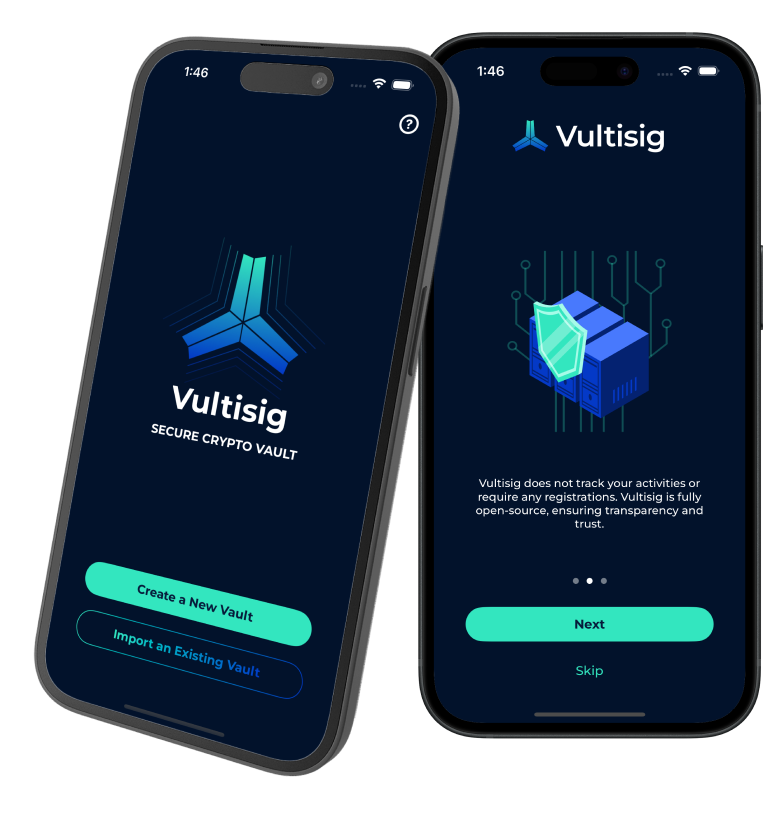 1:46
?
Vultisig
SECURE CRYPTO VAULT
Create a New Vault
Import an Existing Vault
1:46
Vultisig
Vultisig does not track your activities or
require any registrations. Vultisig is fully
open-source, ensuring transparency and
trust.
Next
Skip